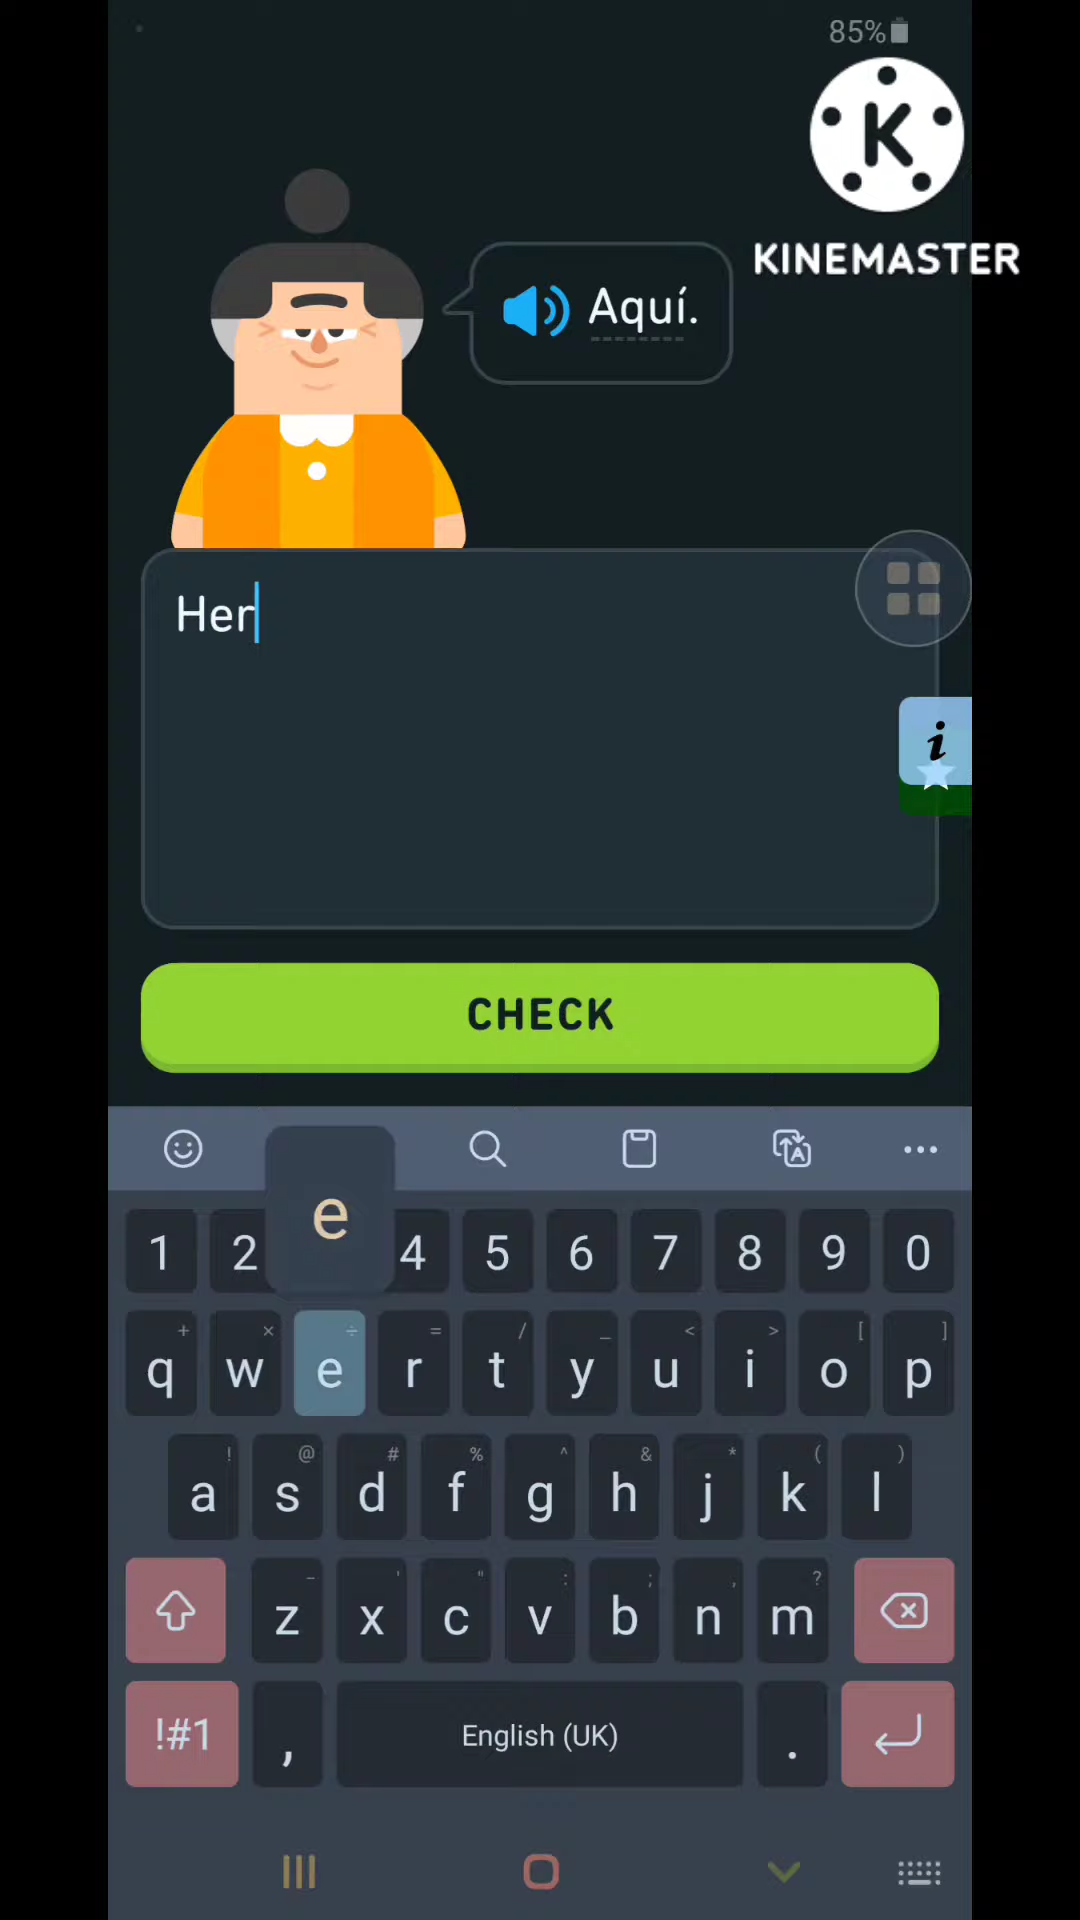 85%
K
KINEMASTER
Aquí.
Her
i
CHECK
e
1 2 4 5 6 7 8 9 0
+ × ÷ = / _ < > [ ]
q w e r t y u i o p
! @ # % ^ & * ( )
a s d f g h j k l
- ' " : ; , ?
z x c v b n m
!#1 , English (UK) .